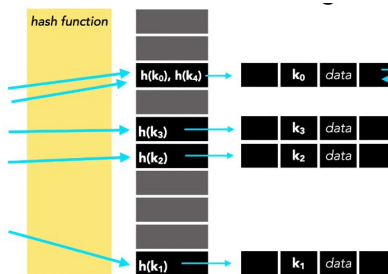 hash function
h(k₀), h(k₄) k₀ data
h(k₃) k₃ data
h(k₂) k₂ data
h(k₁) k₁ data